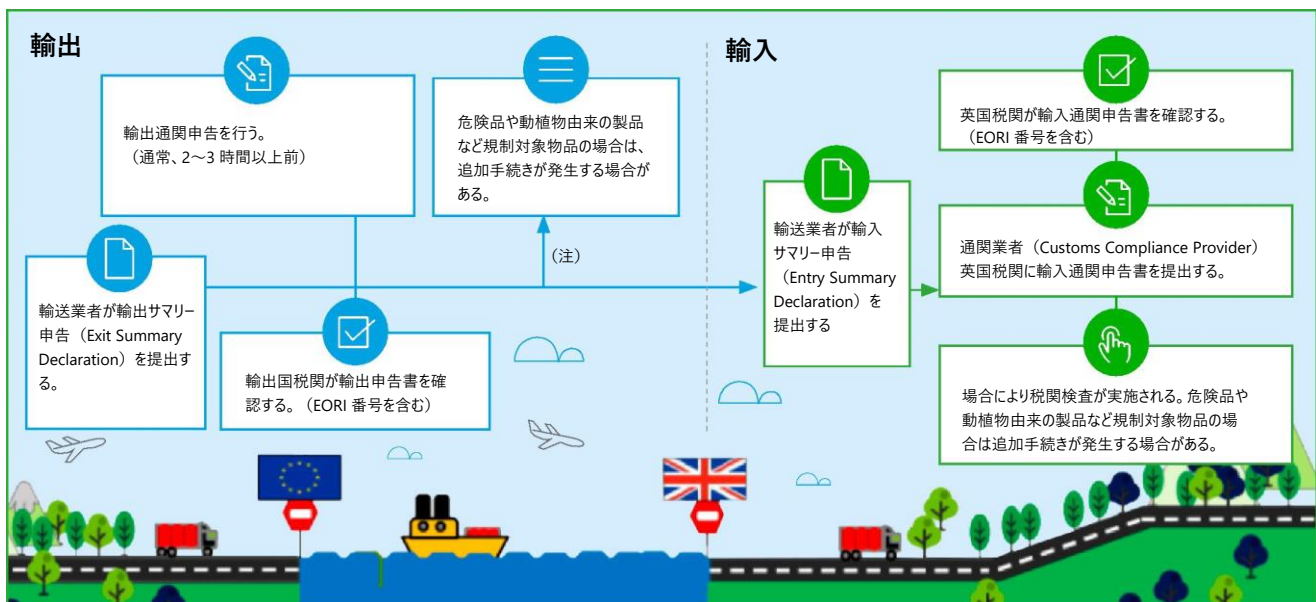 輸出
輸出通関申告を行う。
（通常、2～3 時間以上前）
危険品や動植物由来の製品
など規制対象物品の場合は、
追加手続きが発生する場合が
ある。
輸送業者が輸出サマリー
申告（Exit Summary
Declaration）を提出す
る。
輸出国税関が輸出申告書を確
認する。（EORI 番号を含む）
（注）
輸入
輸送業者が輸入
サマリー申告
（Entry Summary
Declaration）を
提出する
英国税関が輸入通関申告書を確認する。
（EORI 番号を含む）
通関業者（Customs Compliance Provider）
英国税関に輸入通関申告書を提出する。
場合により税関検査が実施される。危険品や
動植物由来の製品など規制対象物品の場
合は追加手続きが発生する場合がある。